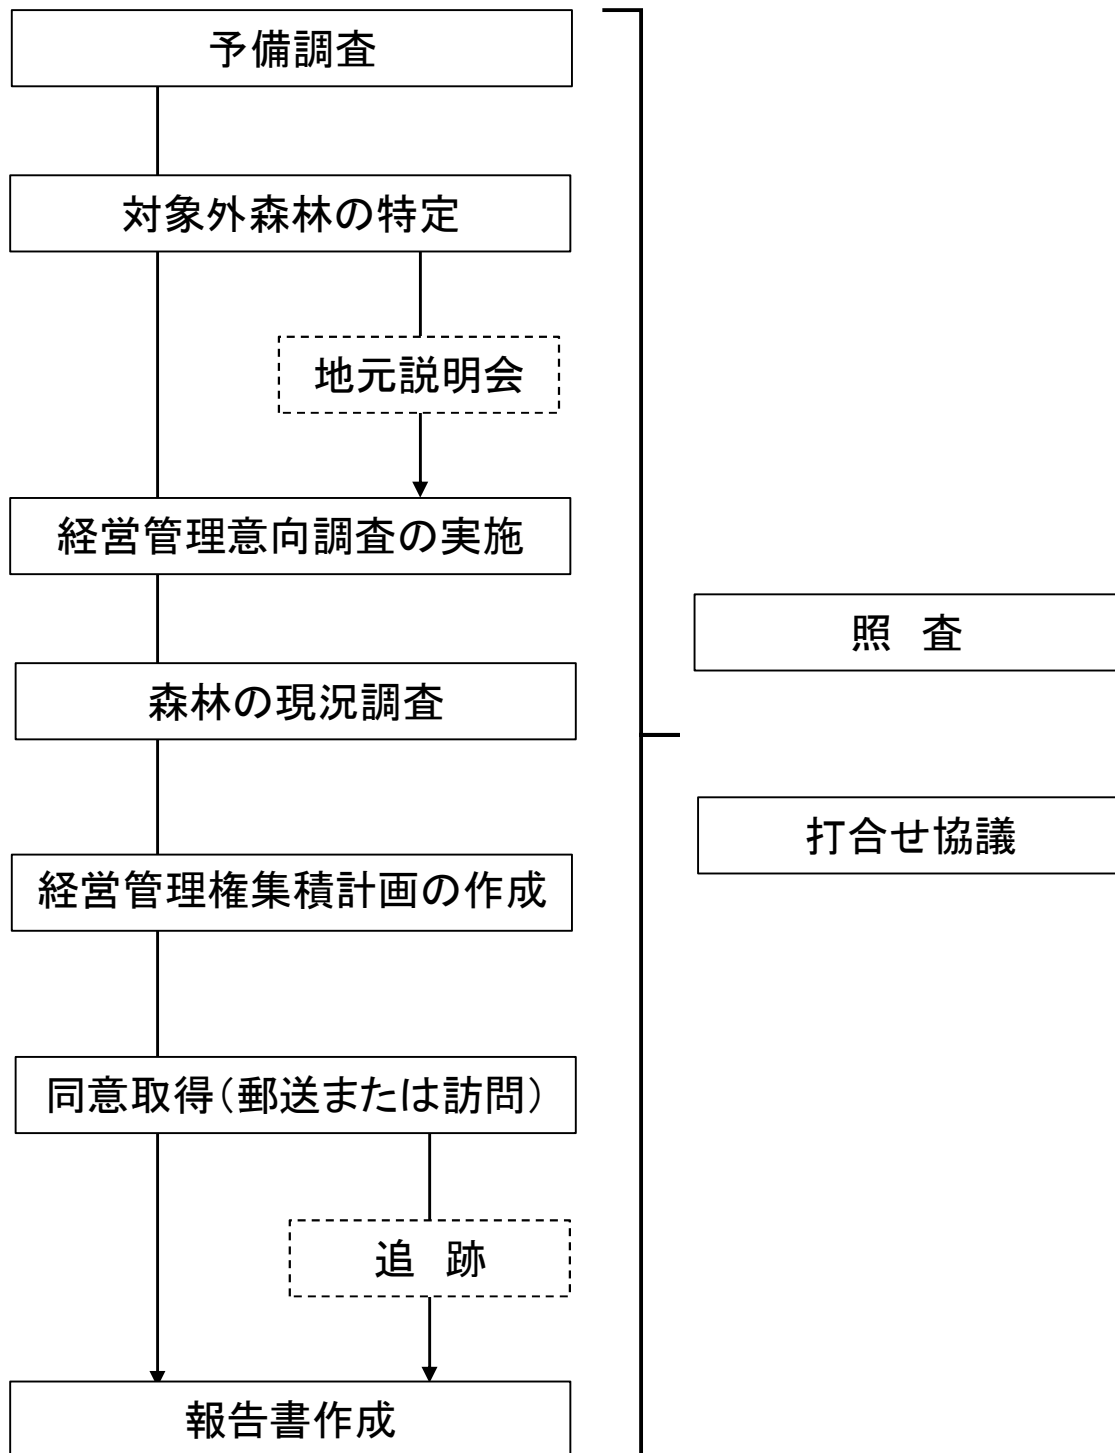 予備調査
対象外森林の特定
地元説明会
経営管理意向調査の実施
森林の現況調査
経営管理権集積計画の作成
同意取得（郵送または訪問）
追　跡
報告書作成
照　査
打合せ協議